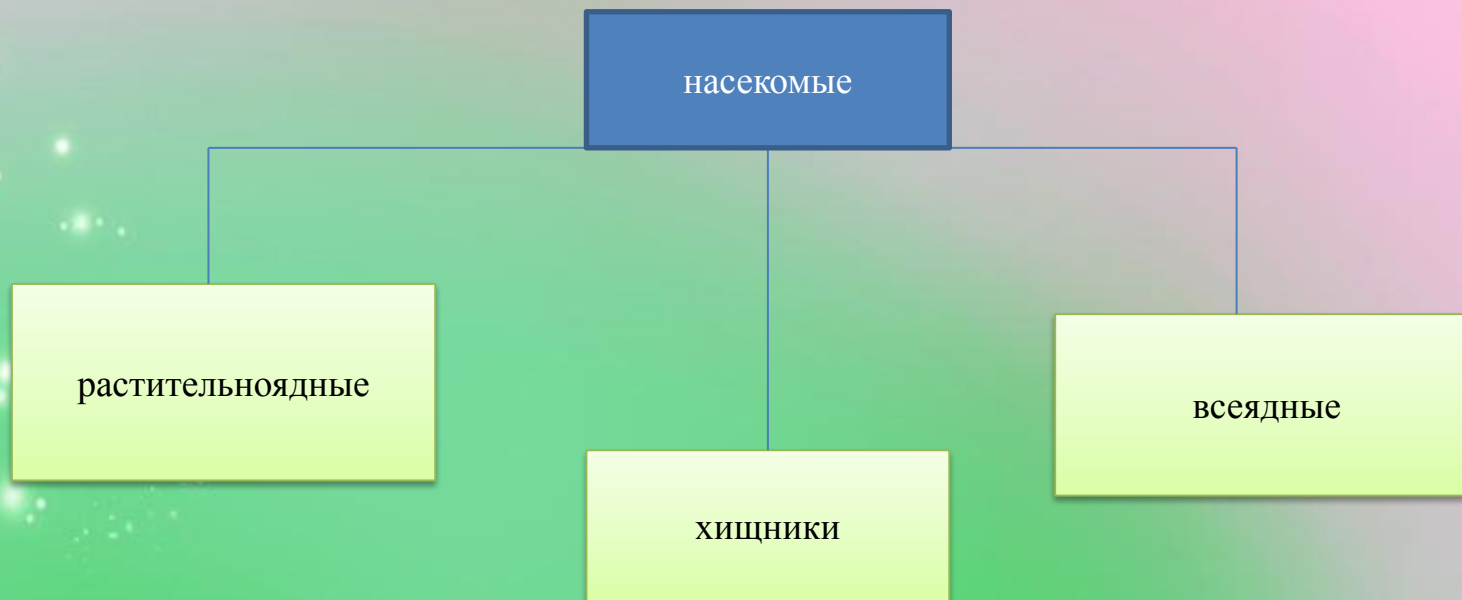 насекомые
растительноядные
всеядные
хищники